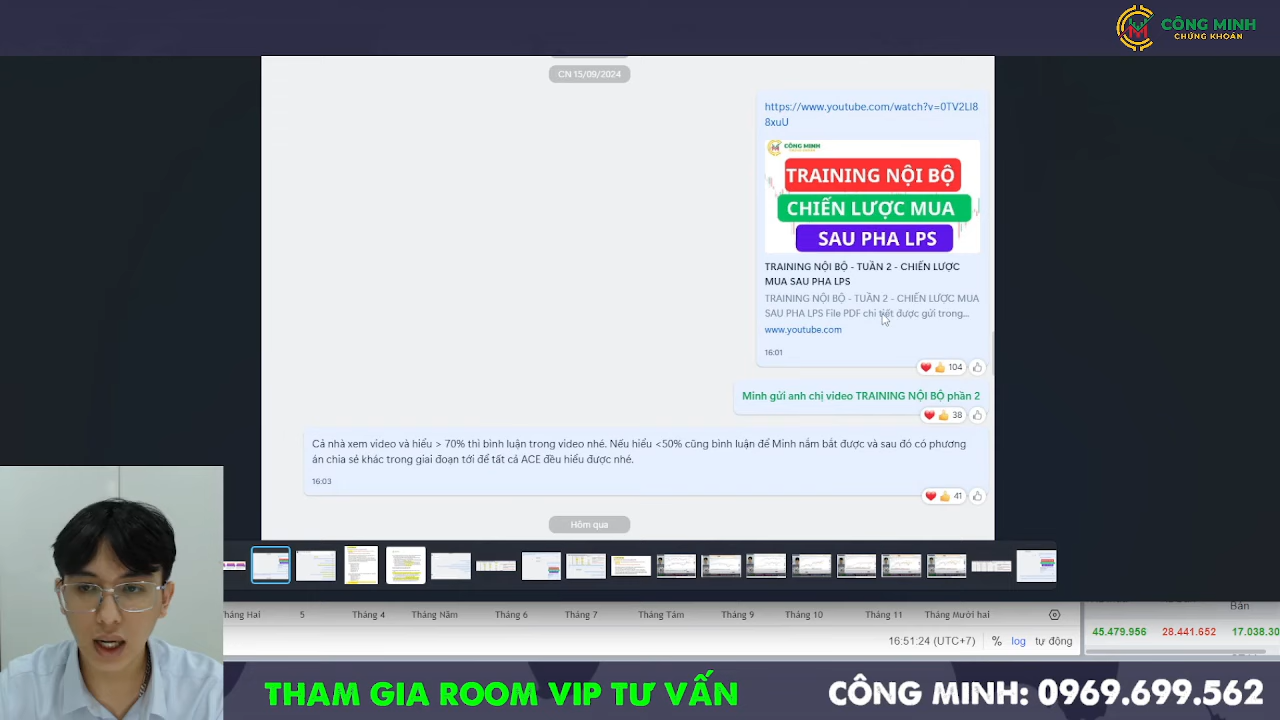 CÔNG MINH
CHỨNG KHOÁN
CN 15/09/2024
https://www.youtube.com/watch?v=0TV2LI8
8xuU
CÔNG MINH
TRAINING NỘI BỘ
CHIẾN LƯỢC MUA
SAU PHA LPS
TRAINING NỘI BỘ - TUẦN 2 - CHIẾN LƯỢC
MUA SAU PHA LPS
TRAINING NỘI BỘ - TUẦN 2 - CHIẾN LƯỢC MUA
SAU PHA LPS File PDF chi tiết được gửi trong...
www.youtube.com
16:01
104
Minh gửi anh chị video TRAINING NỘI BỘ phần 2
38
Cả nhà xem video và hiểu > 70% thì bình luận trong video nhé. Nếu hiểu <50% cũng bình luận để Minh nắm bắt được và sau đó có phương
án chia sẻ khác trong giai đoạn tới để tất cả ACE đều hiểu được nhé.
16:03
41
Hôm qua
háng Hai 5 Tháng 4 Tháng Năm Tháng 6 Tháng 7 Tháng Tám Tháng 9 Tháng 10 Tháng 11 Tháng Mười hai
Bán
45.479.956 28.441.652 17.038.30
16:51:24 (UTC+7) % log tự động
THAM GIA ROOM VIP TƯ VẤN
CÔNG MINH: 0969.699.562